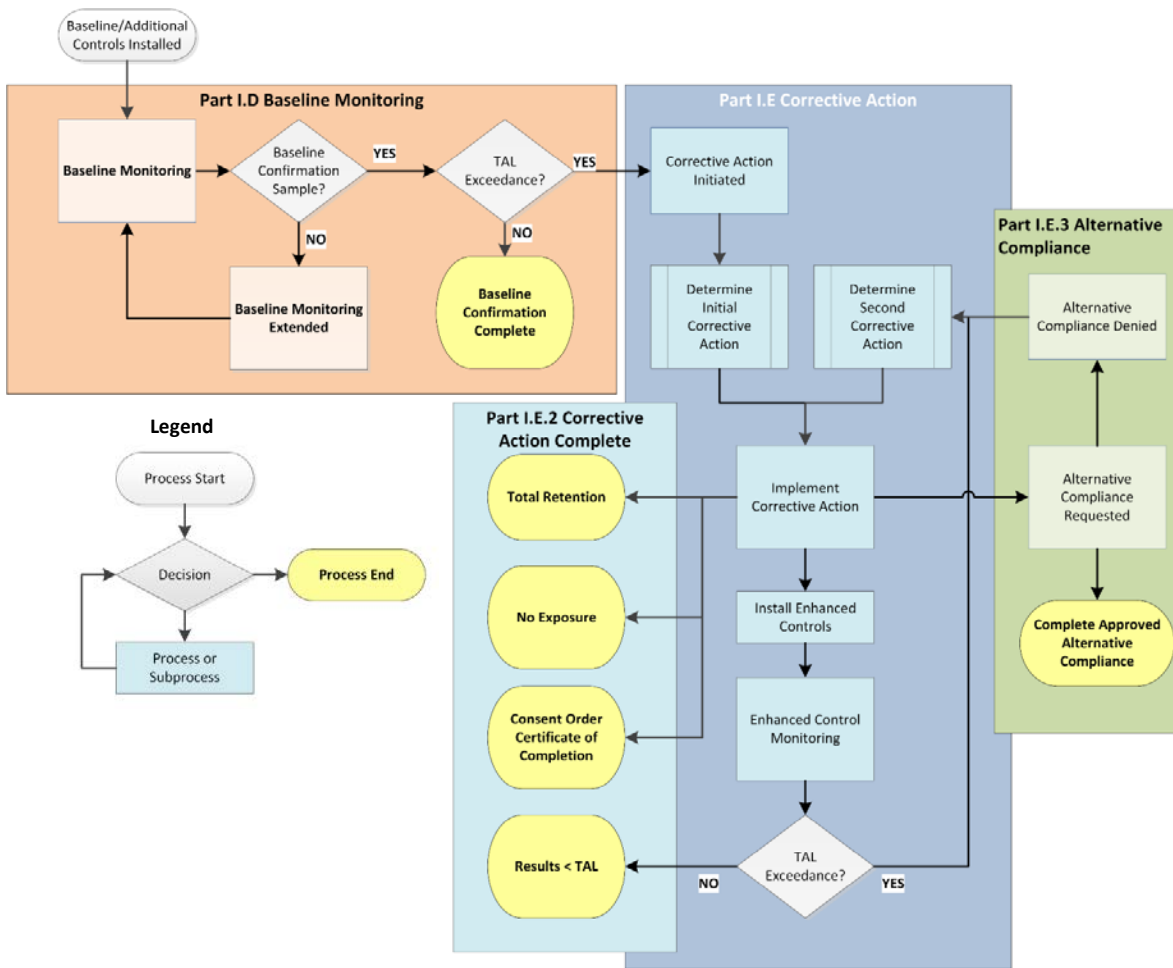 Baseline/Additional
Controls Installed
Part I.D Baseline Monitoring
Baseline Monitoring
Baseline
Confirmation
Sample?
YES
TAL
Exceedance?
YES
NO
NO
Baseline Monitoring
Extended
Baseline
Confirmation
Complete
Part I.E Corrective Action
Corrective Action
Initiated
Determine
Initial
Corrective
Action
Determine
Second
Corrective
Action
Part I.E.3 Alternative
Compliance
Alternative
Compliance Denied
Alternative
Compliance
Requested
Complete Approved
Alternative
Compliance
Legend
Process Start
Decision
Process End
Process or
Subprocess
Part I.E.2 Corrective
Action Complete
Total Retention
No Exposure
Consent Order
Certificate of
Completion
Results < TAL
Implement
Corrective Action
Install Enhanced
Controls
Enhanced Control
Monitoring
TAL
Exceedance?
NO
YES